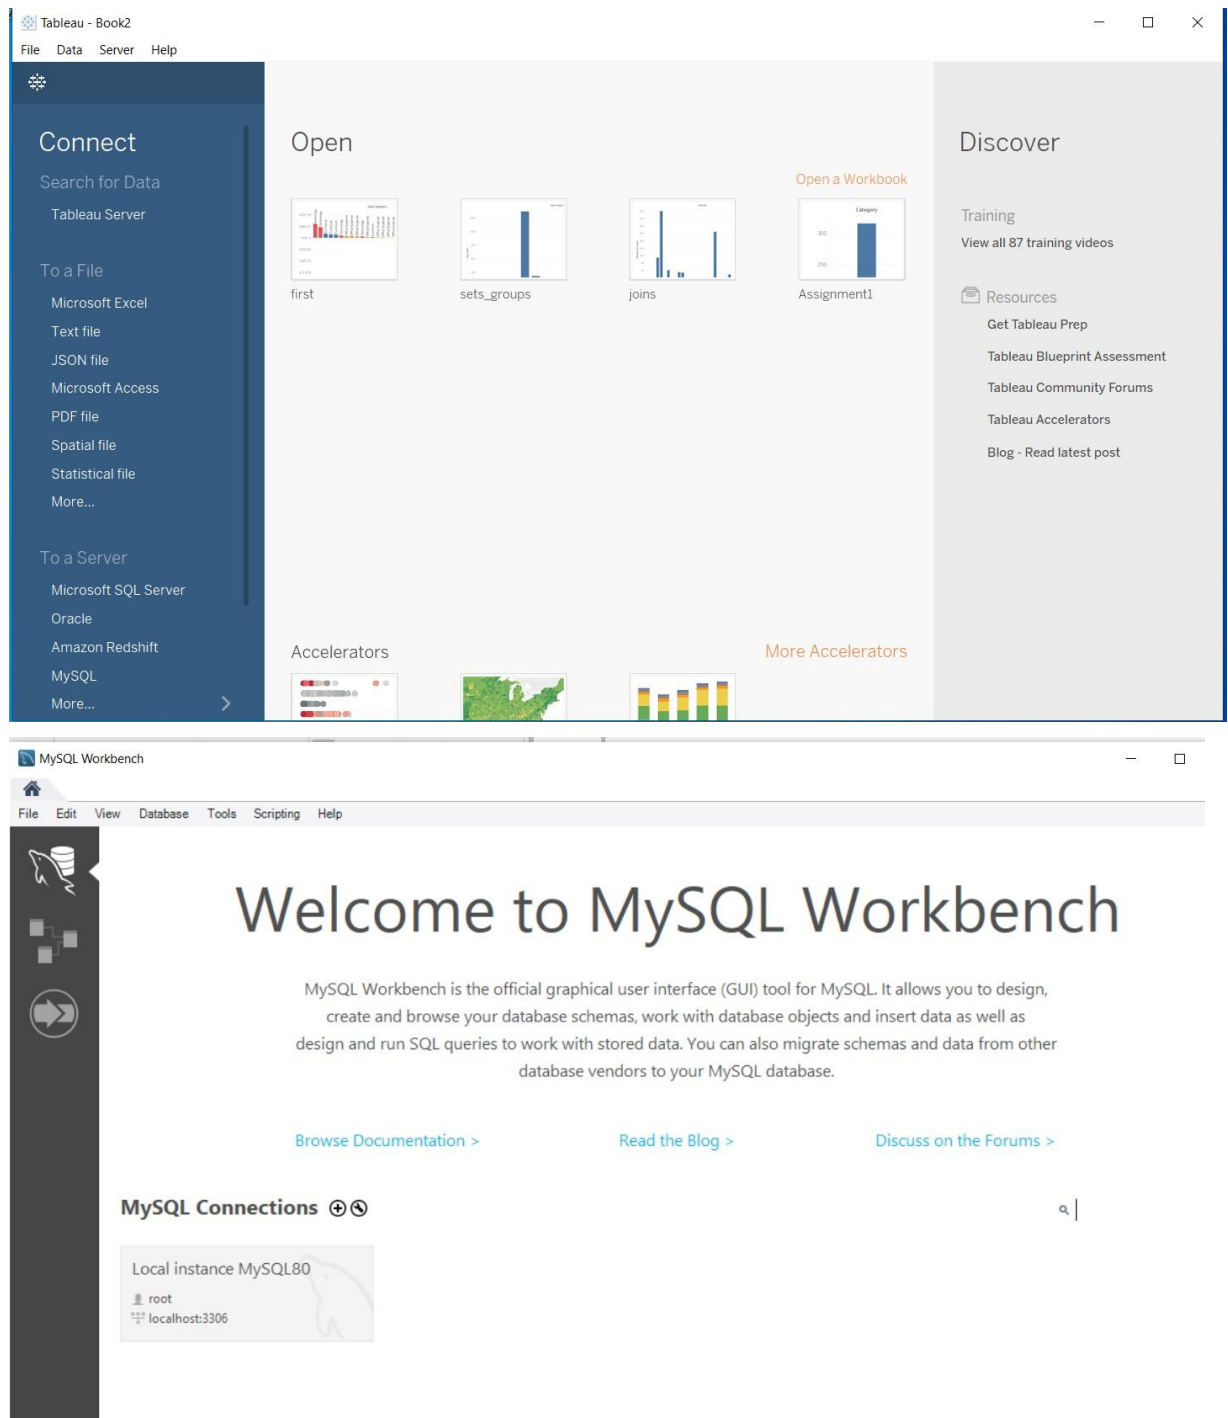 Tableau - Book2
File Data Server Help
Connect
Search for Data
Tableau Server
To a File
Microsoft Excel
Text file
JSON file
Microsoft Access
PDF file
Spatial file
Statistical file
More...
To a Server
Microsoft SQL Server
Oracle
Amazon Redshift
MySQL
More...
Open
Open a Workbook
Category
300
250
first
sets_groups
joins
Assignment1
Accelerators
More Accelerators
Discover
Training
View all 87 training videos
Resources
Get Tableau Prep
Tableau Blueprint Assessment
Tableau Community Forums
Tableau Accelerators
Blog - Read latest post
MySQL Workbench
File Edit View Database Tools Scripting Help
Welcome to MySQL Workbench
MySQL Workbench is the official graphical user interface (GUI) tool for MySQL. It allows you to design,
create and browse your database schemas, work with database objects and insert data as well as
design and run SQL queries to work with stored data. You can also migrate schemas and data from other
database vendors to your MySQL database.
Browse Documentation >
Read the Blog >
Discuss on the Forums >
MySQL Connections
Local instance MySQL80
root
localhost:3306